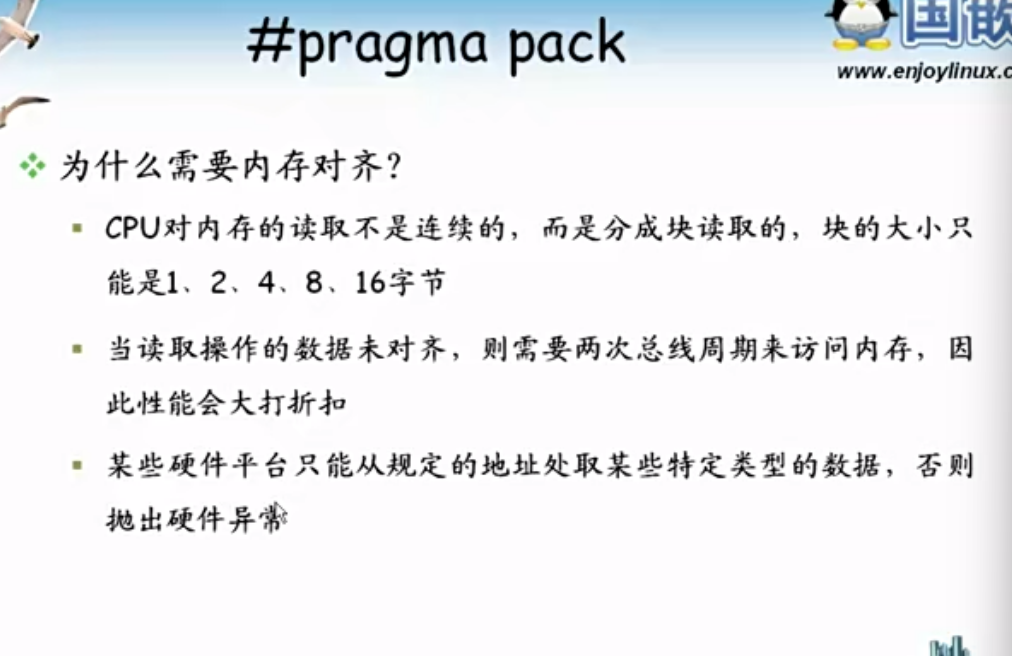 #pragma pack
国嵌
www.enjoylinux.c
为什么需要内存对齐？
CPU对内存的读取不是连续的，而是分成块读取的，块的大小只
能是1、2、4、8、16字节
当读取操作的数据未对齐，则需要两次总线周期来访问内存，因
此性能会大打折扣
某些硬件平台只能从规定的地址处取某些特定类型的数据，否则
抛出硬件异常